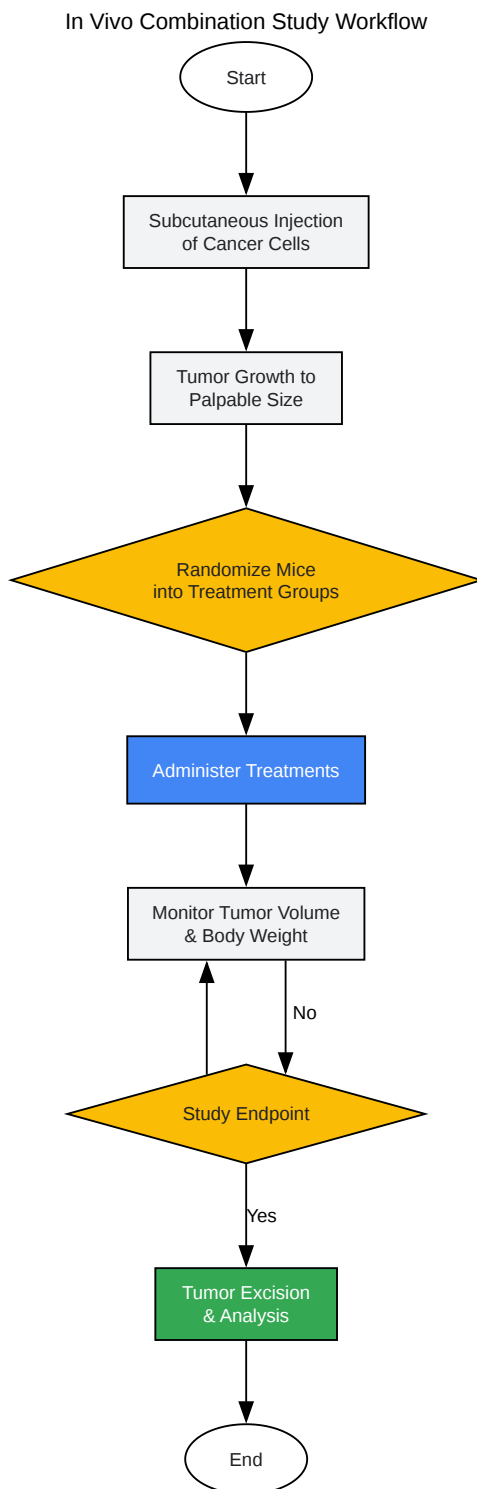 In Vivo Combination Study Workflow
Start
Subcutaneous Injection
of Cancer Cells
Tumor Growth to
Palpable Size
Randomize Mice
into Treatment Groups
Administer Treatments
Monitor Tumor Volume
& Body Weight
No
Study Endpoint
Yes
Tumor Excision
& Analysis
End